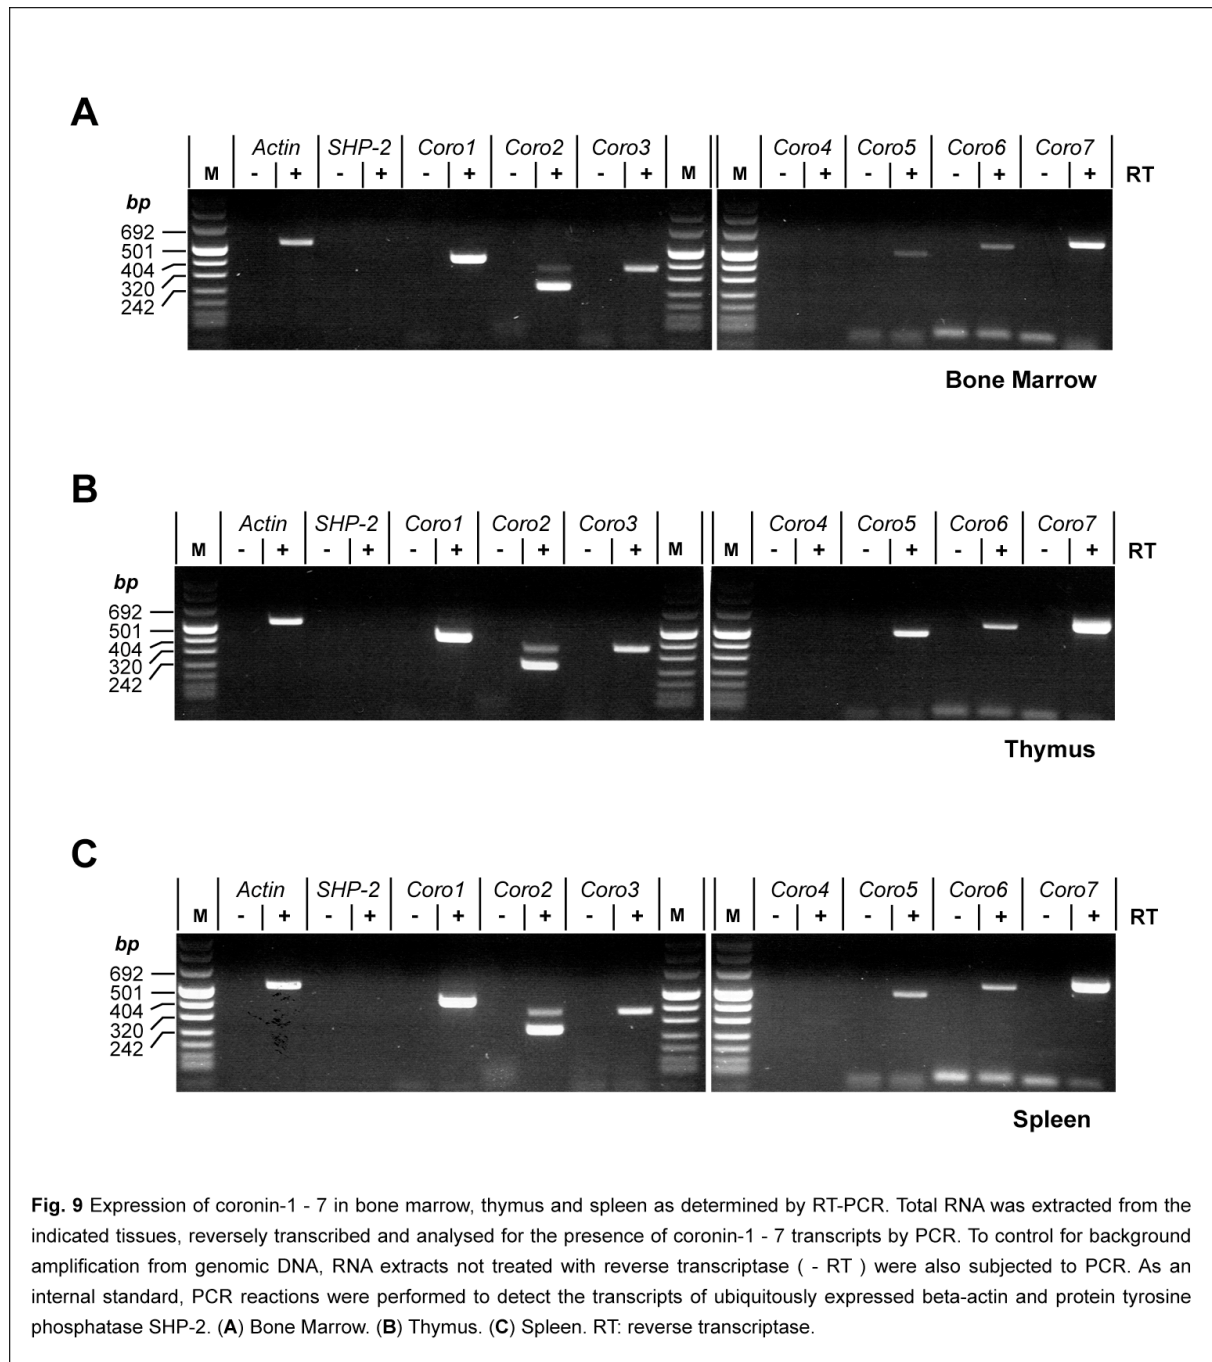 A
Actin SHP-2 Coro1 Coro2 Coro3 Coro4 Coro5 Coro6 Coro7
M - + - + - + - + - + M M - + - + - + - + RT
bp
692
501
404
320
242
Bone Marrow
B
Actin SHP-2 Coro1 Coro2 Coro3 Coro4 Coro5 Coro6 Coro7
M - + - + - + - + - + M M - + - + - + - + RT
bp
692
501
404
320
242
Thymus
C
Actin SHP-2 Coro1 Coro2 Coro3 Coro4 Coro5 Coro6 Coro7
M - + - + - + - + - + M M - + - + - + - + RT
bp
692
501
404
320
242
Spleen
Fig. 9 Expression of coronin-1 - 7 in bone marrow, thymus and spleen as determined by RT-PCR. Total RNA was extracted from the
indicated tissues, reversely transcribed and analysed for the presence of coronin-1 - 7 transcripts by PCR. To control for background
amplification from genomic DNA, RNA extracts not treated with reverse transcriptase ( - RT ) were also subjected to PCR. As an
internal standard, PCR reactions were performed to detect the transcripts of ubiquitously expressed beta-actin and protein tyrosine
phosphatase SHP-2. (A) Bone Marrow. (B) Thymus. (C) Spleen. RT: reverse transcriptase.